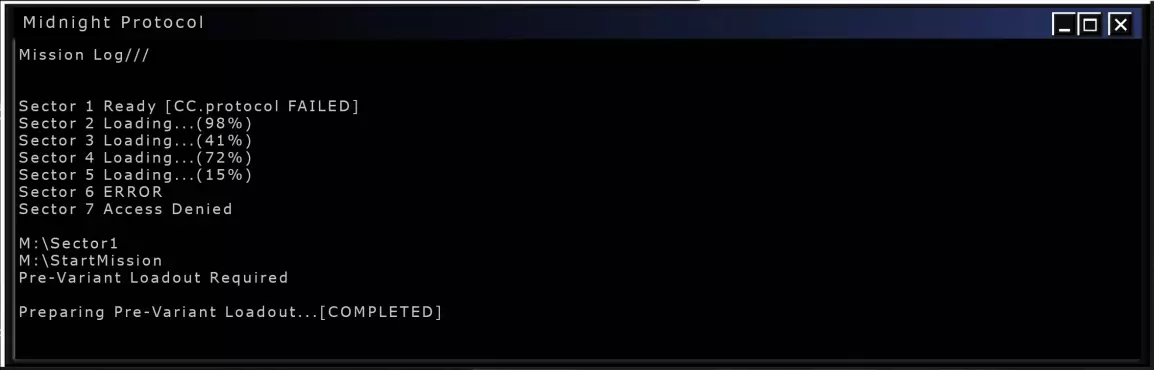 Midnight Protocol
Mission Log///
Sector 1 Ready [CC.protocol FAILED]
Sector 2 Loading...(98%)
Sector 3 Loading...(41%)
Sector 4 Loading...(72%)
Sector 5 Loading...(15%)
Sector 6 ERROR
Sector 7 Access Denied
M:\Sector1
M:\StartMission
Pre-Variant Loadout Required
Preparing Pre-Variant Loadout...[COMPLETED]